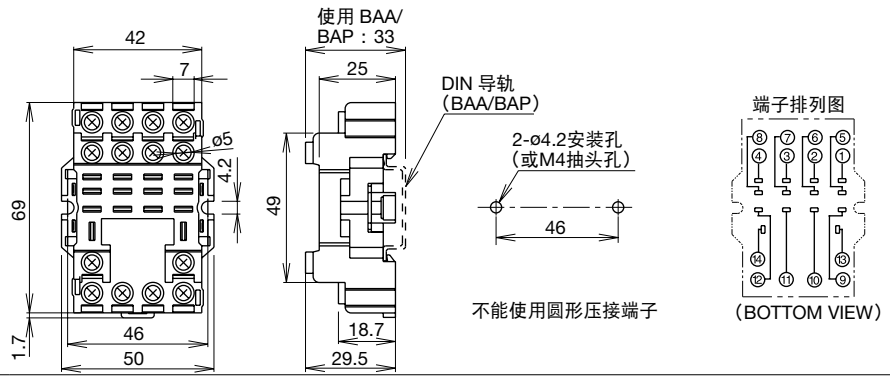 使用 BAA/
BAP：33
42
7
25
ø5
4.2
69
49
DIN 导轨
（BAA/BAP）
2-ø4.2安装孔
（或M4抽头孔）
46
不能使用圆形压接端子
1.7
46
50
18.7
29.5
端子排列图
⑧ ⑦ ⑥ ⑤
④ ③ ② ①
⑭ ⑬
⑫ ⑪ ⑩ ⑨
(BOTTOM VIEW)